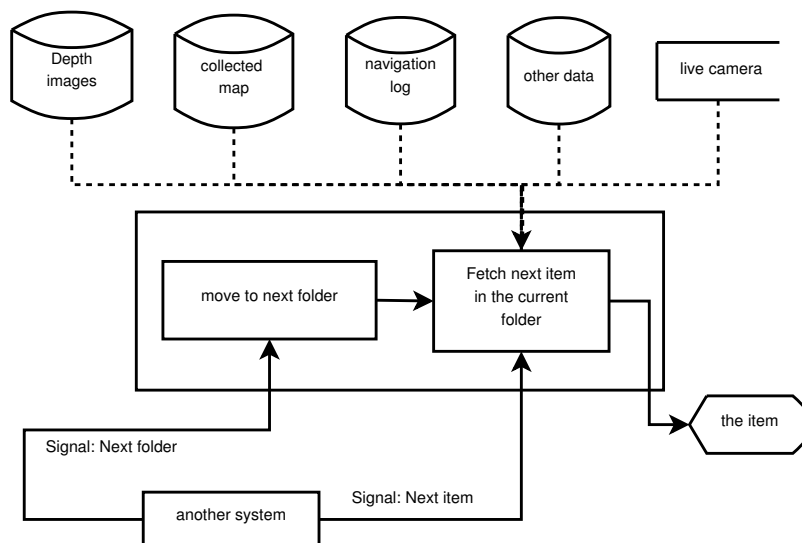 Depth
images
collected
map
navigation
log
other data
live camera
move to next folder
Fetch next item
in the current
folder
the item
Signal: Next folder
Signal: Next item
another system